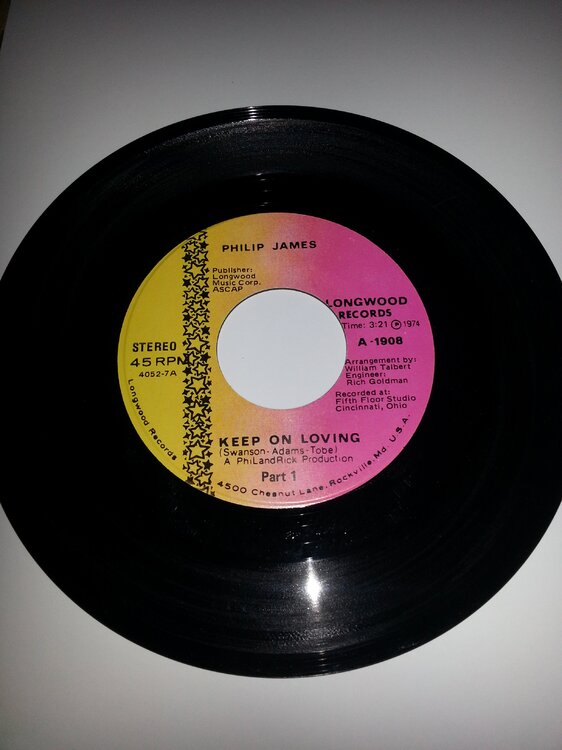 PHILIP JAMES
Publisher:
Longwood
Music Corp.
ASCAP
LONGWOOD
RECORDS
Time: 3:21 Ⓟ 1974
A-1908
STEREO
45 RPM
4052-7A
Arrangement by:
William Talbert
Engineer:
Rich Goldman
Recorded at:
Fifth Floor Studio
Cincinnati, Ohio
KEEP ON LOVING
(Swanson-Adams-Tobe)
A PhiLandRick Production
Part 1
Longwood Records
4500 Chesnut Lane, Rockville, Md. U.S.A.